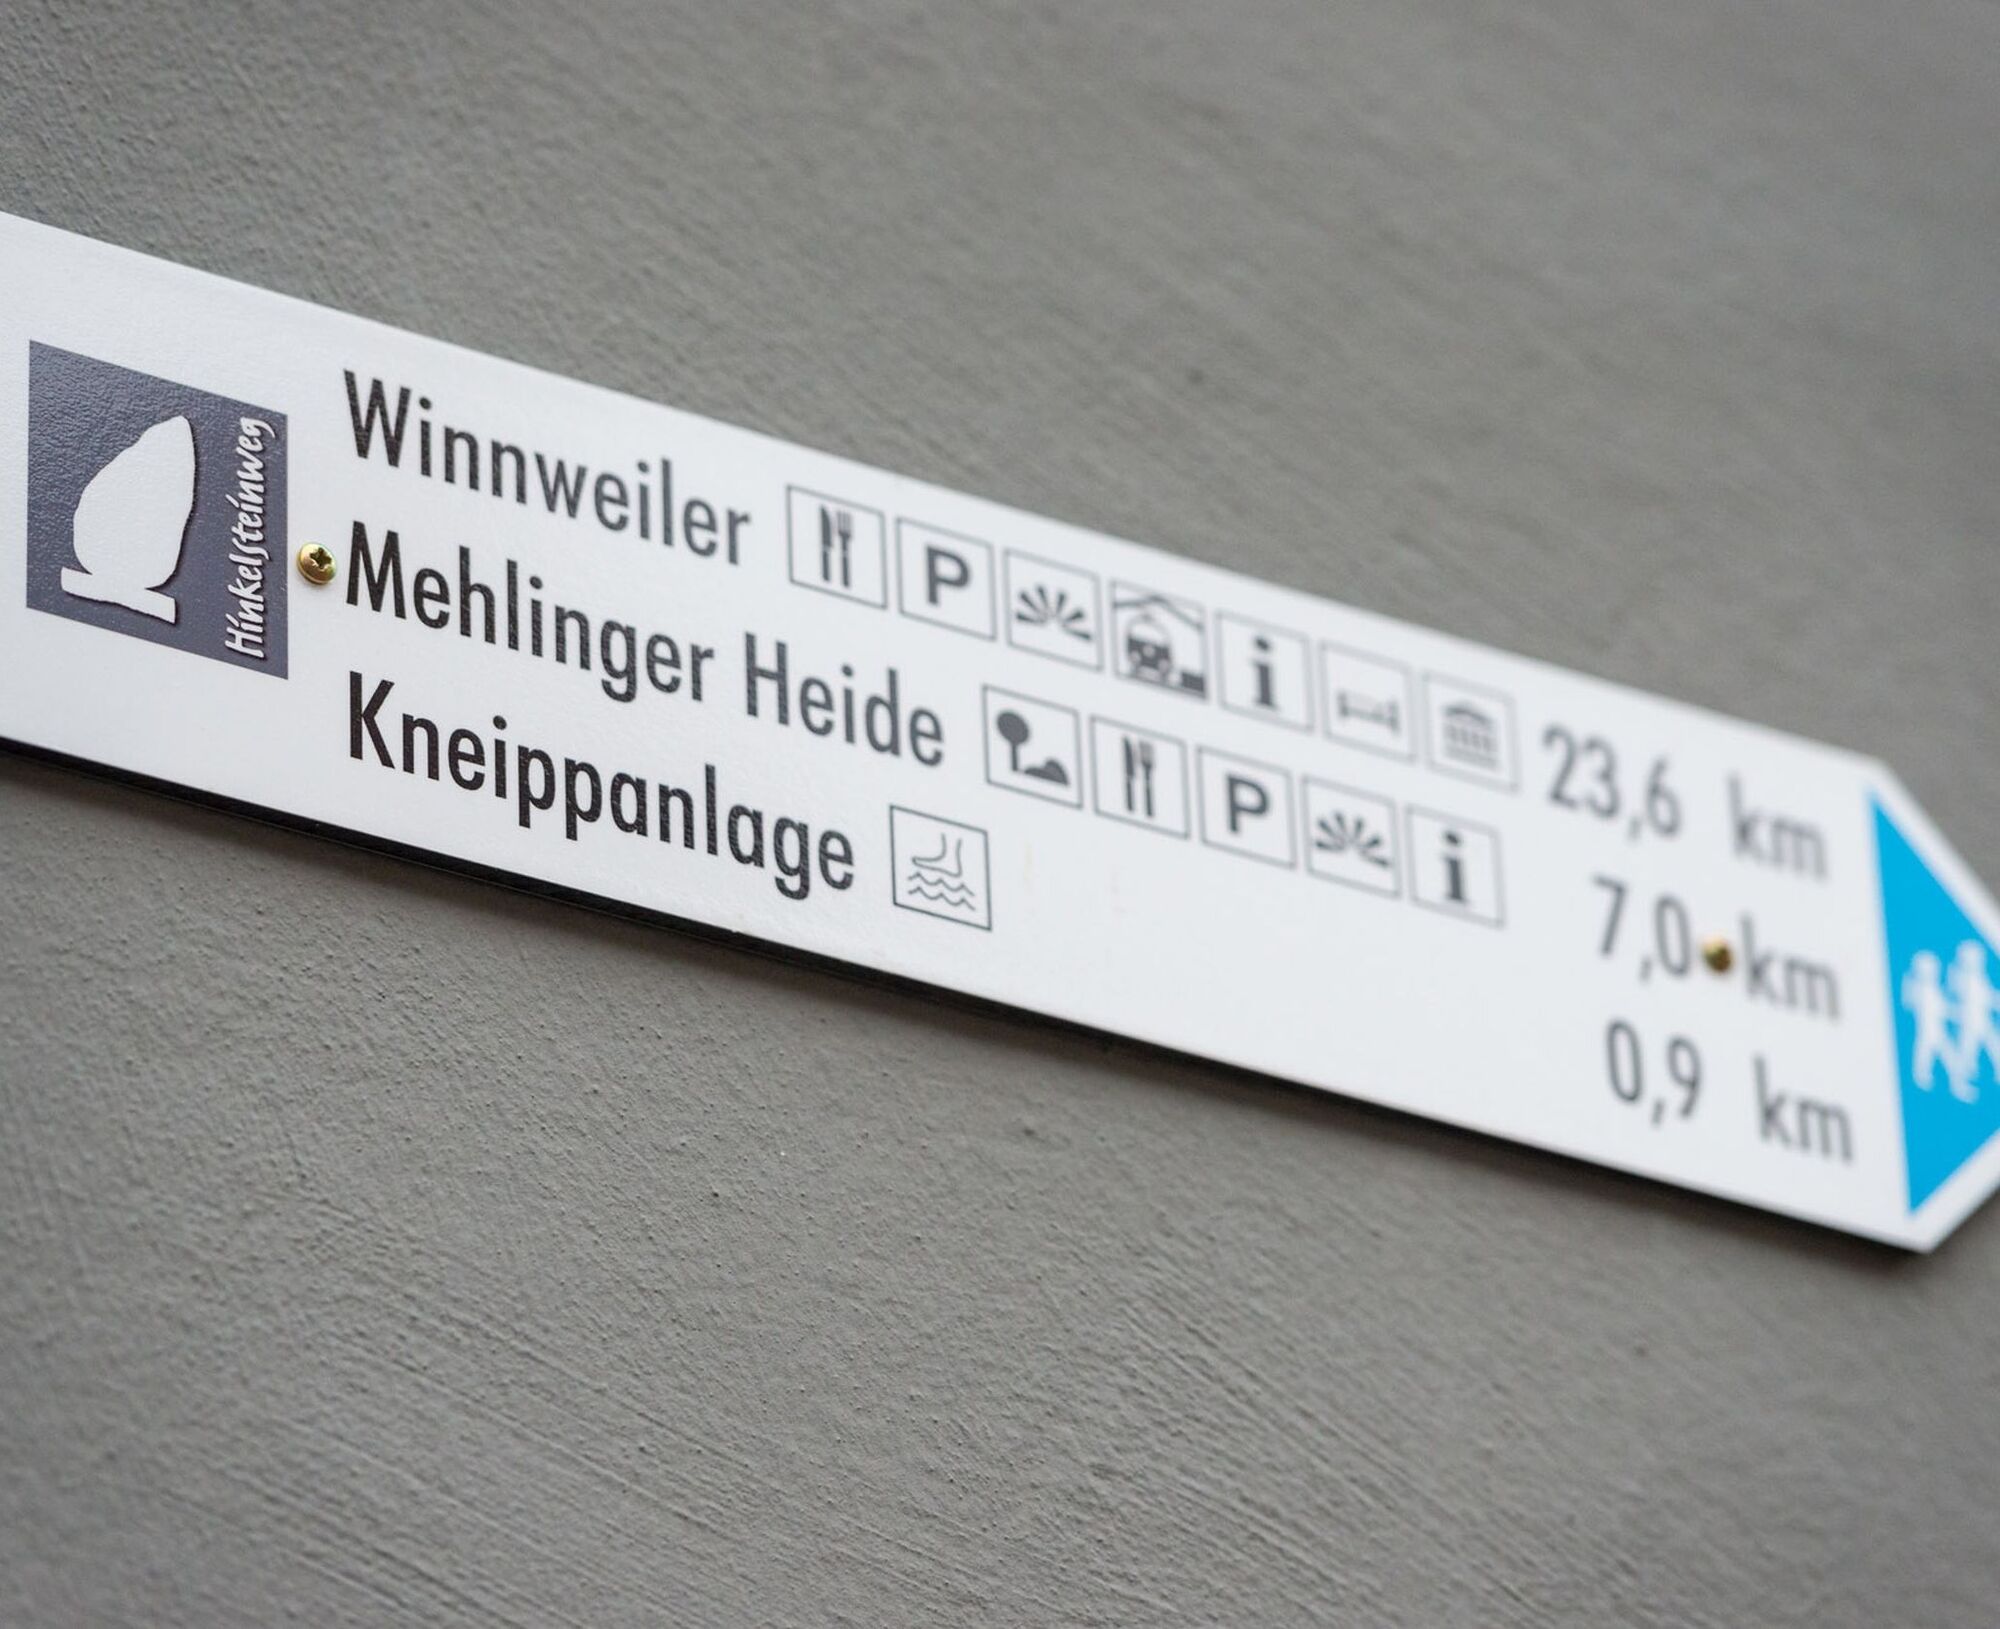 Hinkelsteinweg
Winnweiler P i 23,6 km
Mehlinger Heide P i 7,0 km
Kneippanlage 0,9 km